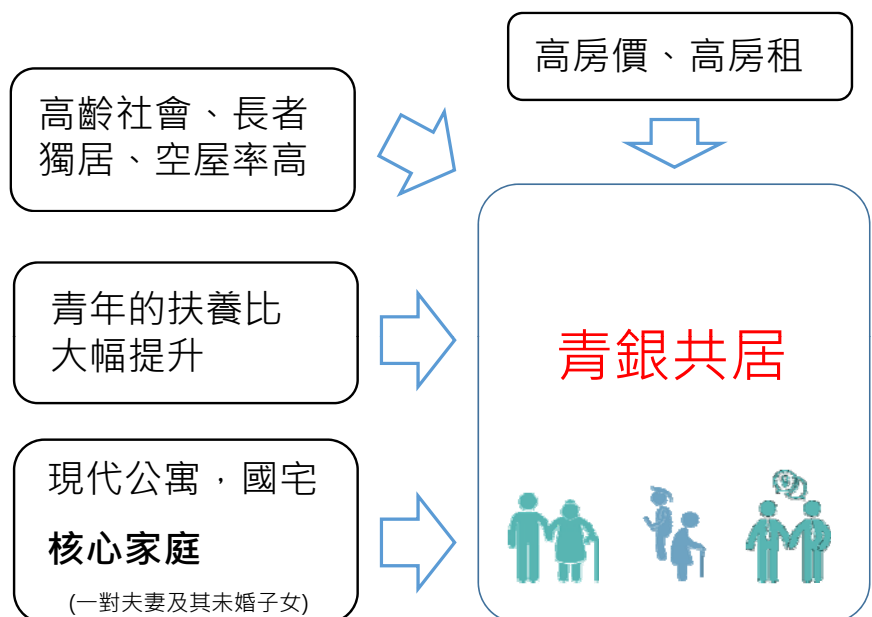 高房價、高房租
高齡社會、長者
獨居、空屋率高
青年的扶養比
大幅提升
青銀共居
現代公寓，國宅
核心家庭
(一對夫妻及其未婚子女)